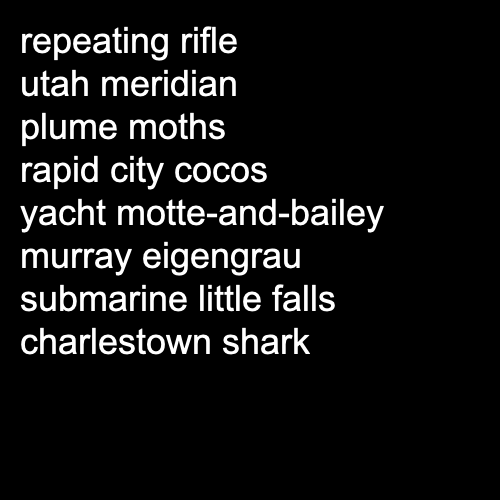 repeating rifle
utah meridian
plume moths
rapid city cocos
yacht motte-and-bailey
murray eigengrau
submarine little falls
charlestown shark